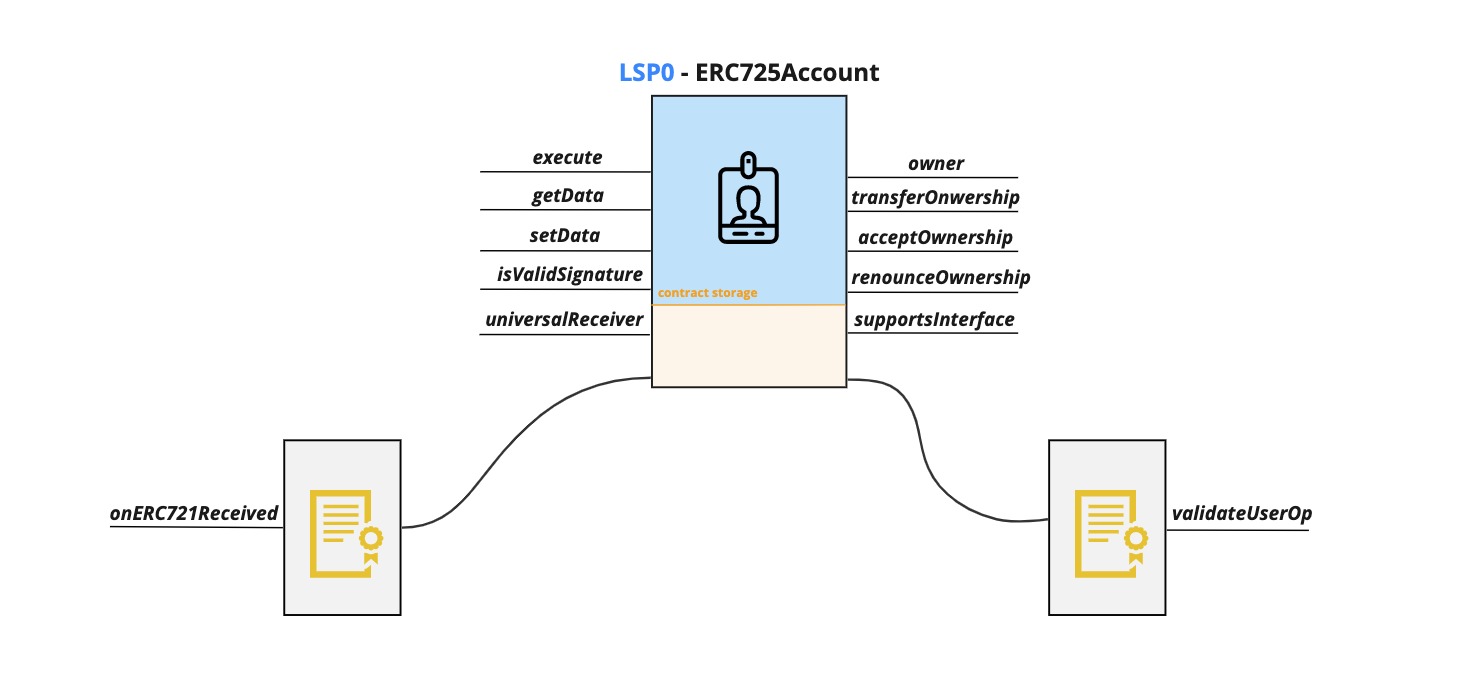 LSP0 - ERC725Account
execute
getData
setData
isValidSignature
universalReceiver
owner
transferOnwership
acceptOwnership
renounceOwnership
supportsInterface
contract storage
onERC721Received
validateUserOp